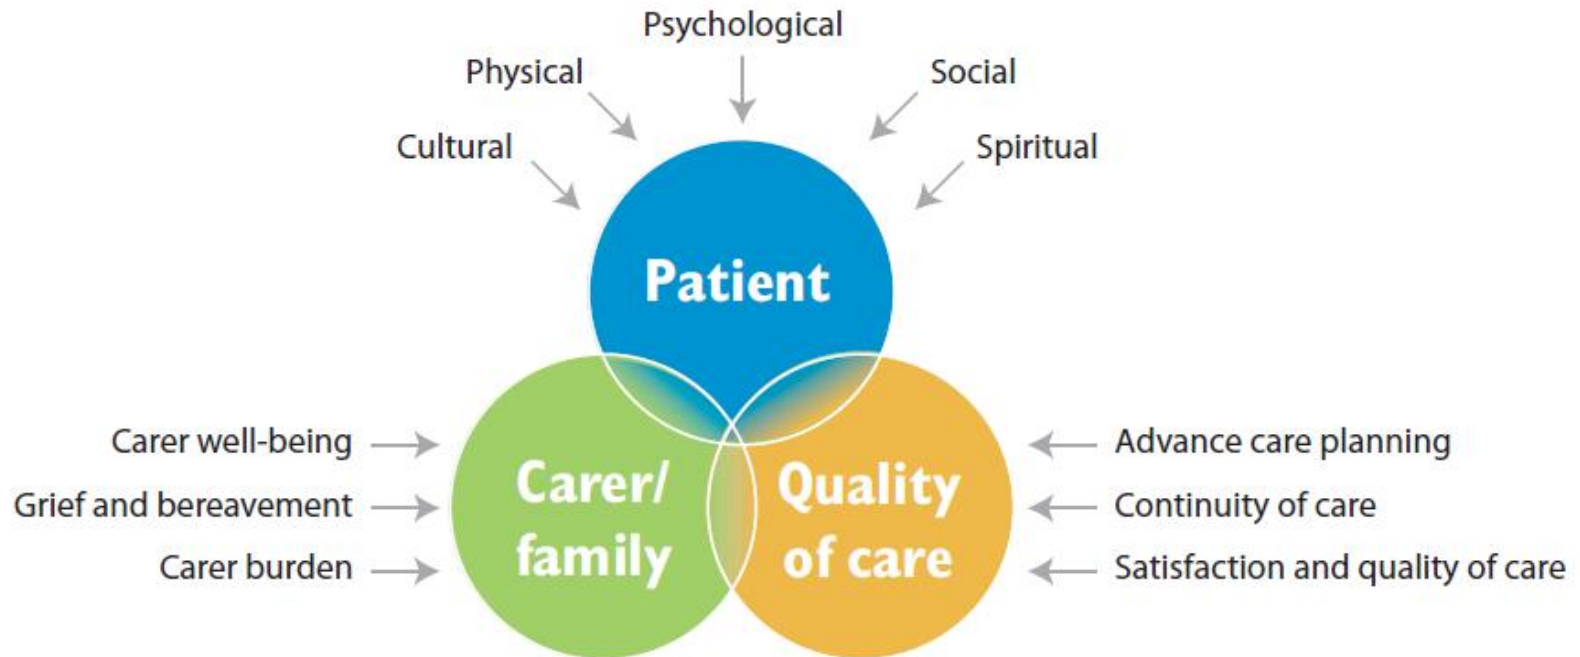 Psychological
Physical
Social
Cultural
Spiritual
Patient
Carer well-being
Grief and bereavement
Carer burden
Carer/
family
Quality
of care
Advance care planning
Continuity of care
Satisfaction and quality of care